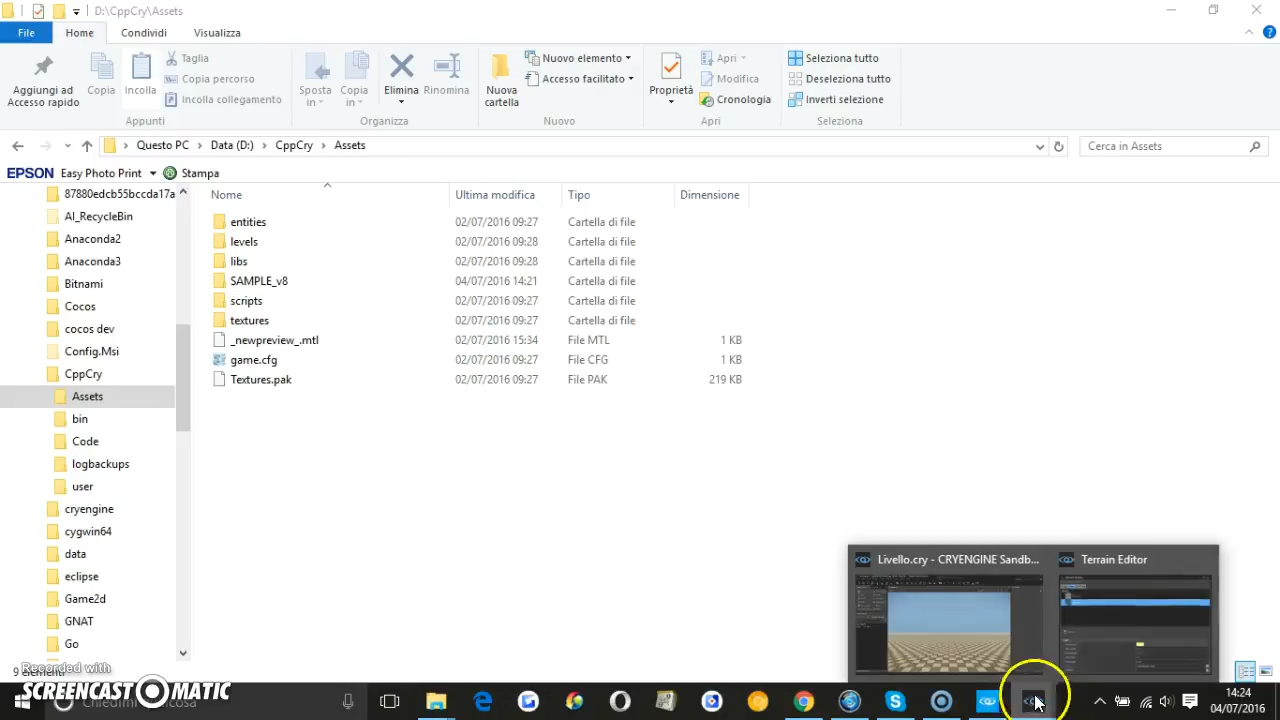 D:\CppCry\Assets
File Home Condividi Visualizza
Aggiungi ad Accesso rapido
Copia
Incolla
Taglia
Copia percorso
Incolla collegamento
Sposta in
Copia in
Elimina
Rinomina
Nuova cartella
Nuovo elemento
Accesso facilitato
Proprietà
Apri
Modifica
Cronologia
Seleziona tutto
Deseleziona tutto
Inverti selezione
Appunti Organizza Nuovo Apri Seleziona
Questo PC > Data (D:) > CppCry > Assets
Cerca in Assets
EPSON Easy Photo Print Stampa
87880edcb55bccda17a
AI_RecycleBin
Anaconda2
Anaconda3
Bitnami
Cocos
cocos dev
Config.Msi
CppCry
Assets
bin
Code
logbackups
user
cryengine
cygwin64
data
eclipse
Game2d
GNAT
Go
Nome Ultima modifica Tipo Dimensione
entities 02/07/2016 09:27 Cartella di file
levels 02/07/2016 09:28 Cartella di file
libs 02/07/2016 09:28 Cartella di file
SAMPLE_v8 04/07/2016 14:21 Cartella di file
scripts 02/07/2016 09:27 Cartella di file
textures 02/07/2016 09:27 Cartella di file
_newpreview_.mtl 02/07/2016 15:34 File MTL 1 KB
game.cfg 02/07/2016 09:27 File CFG 1 KB
Textures.pak 02/07/2016 09:27 File PAK 219 KB
Livello.cry - CRYENGINE Sandb...
Terrain Editor
Recorded with
SCREENCAST MATIC
14:24
04/07/2016